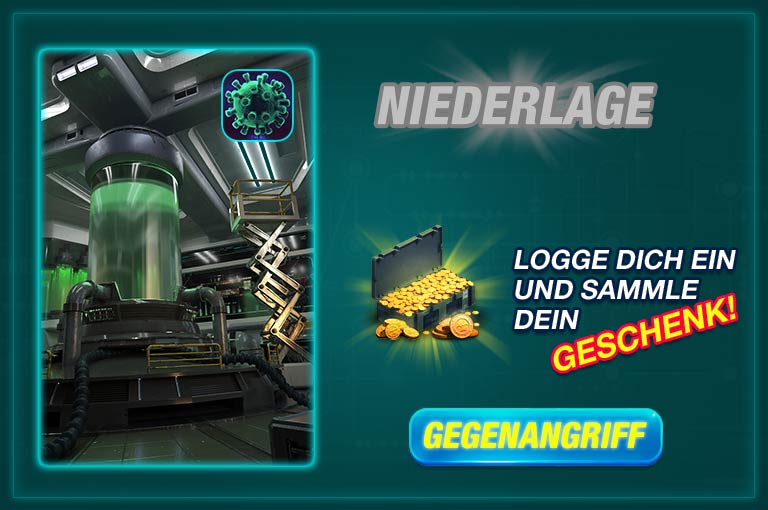 NIEDERLAGE
LOGGE DICH EIN
UND SAMMLE
DEIN
GESCHENK!
GEGENANGRIFF